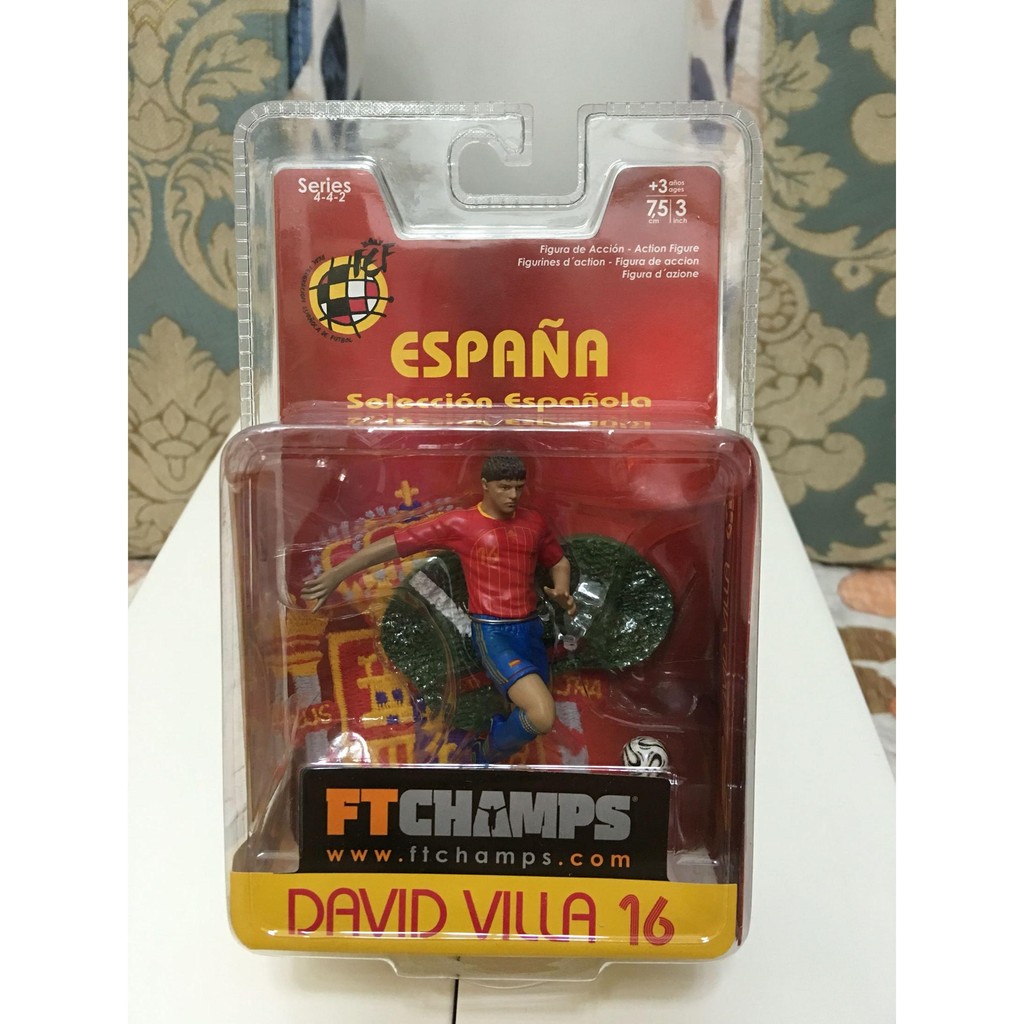 Series
4-4-2
+3 años
ages
7,5 cm | 3 inch
Figura de Acción - Action Figure
Figurines d´action - Figura de accion
Figura d´azione
ESPAÑA
Selección Española
FTCHAMPS®
www.ftchamps.com
DAVID VILLA 16